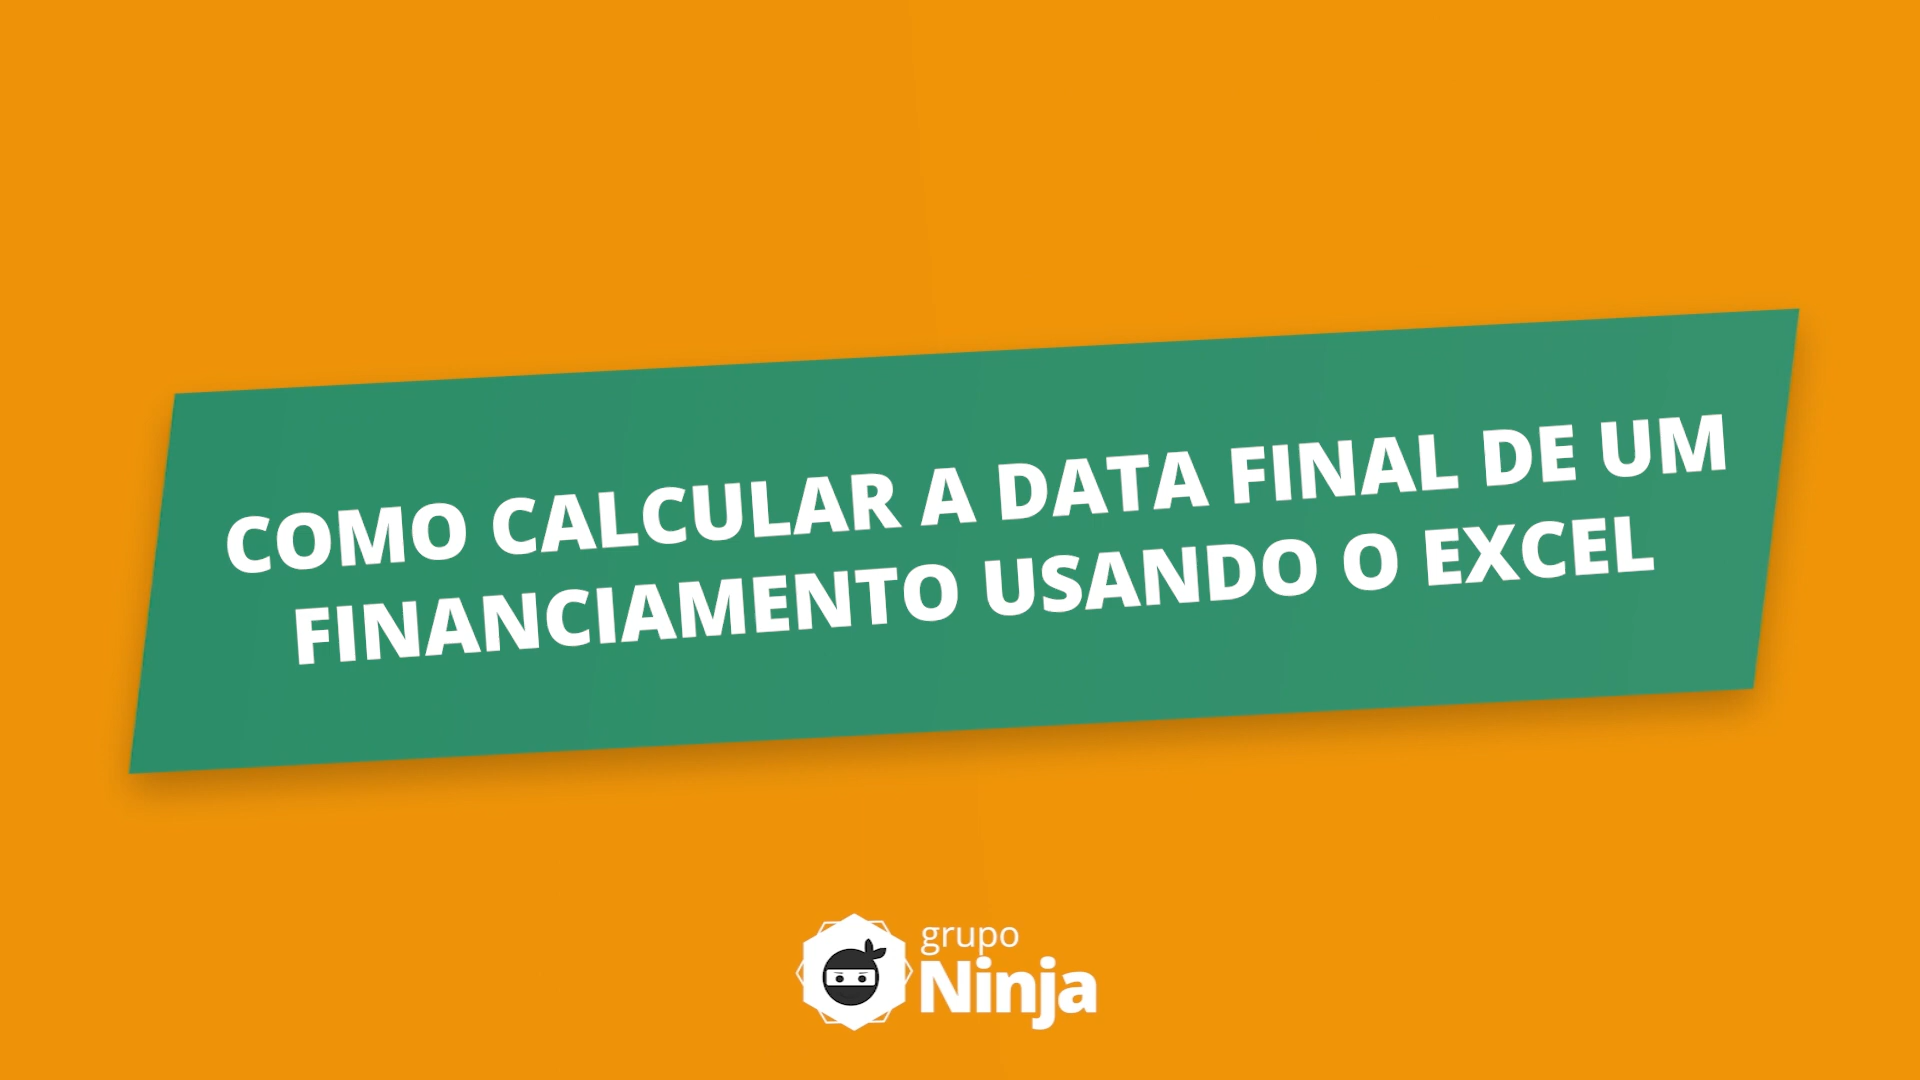 COMO CALCULAR A DATA FINAL DE UM
FINANCIAMENTO USANDO O EXCEL
grupo
Ninja